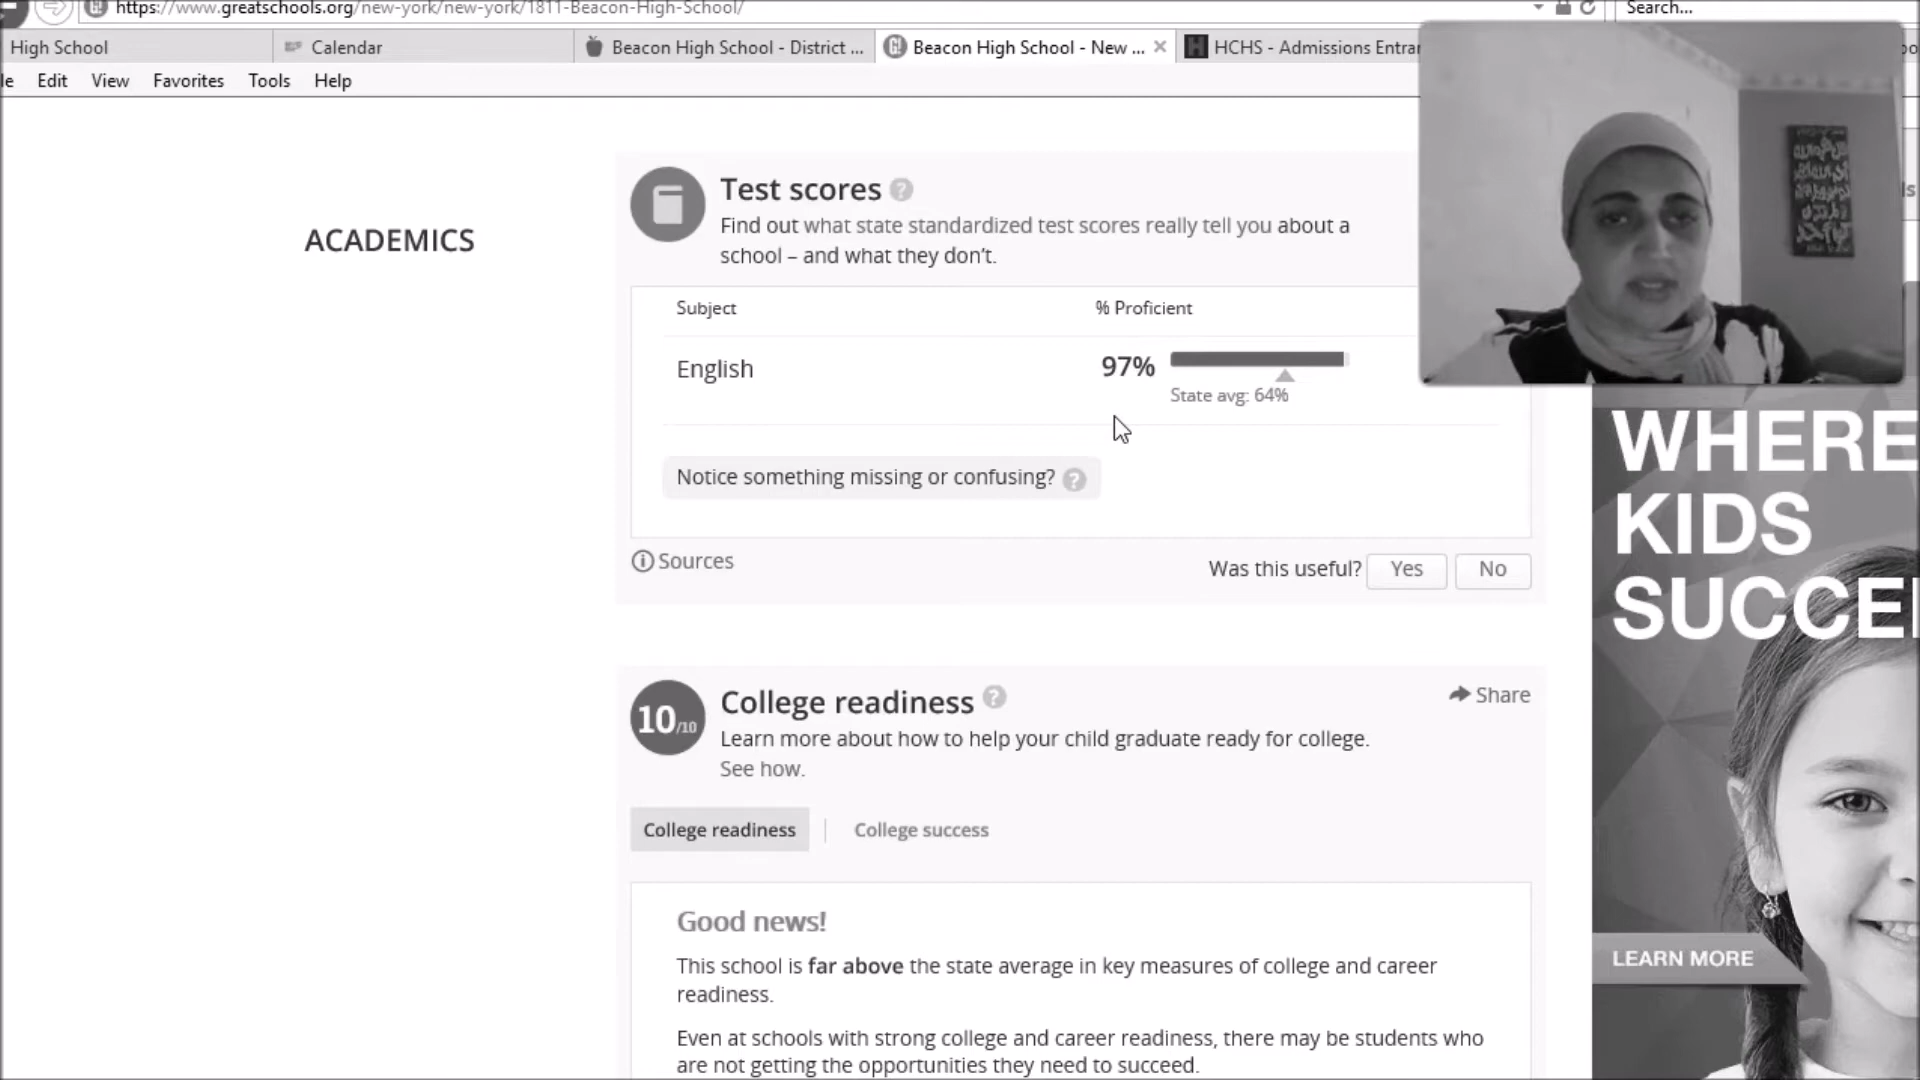 https://www.greatschools.org/new-york/new-york/1811-Beacon-High-School/
Search...
High School
Calendar
Beacon High School - District ...
Beacon High School - New ...
HCHS - Admissions Entra
le Edit View Favorites Tools Help
ACADEMICS
Test scores ?
Find out what state standardized test scores really tell you about a
school – and what they don't.
Subject % Proficient
English 97%
State avg: 64%
Notice something missing or confusing? ?
Sources
Was this useful? Yes No
10/10
College readiness ?
Share
Learn more about how to help your child graduate ready for college.
See how.
College readiness College success
Good news!
This school is far above the state average in key measures of college and career
readiness.
Even at schools with strong college and career readiness, there may be students who
are not getting the opportunities they need to succeed.
WHERE
KIDS
SUCCE
LEARN MORE